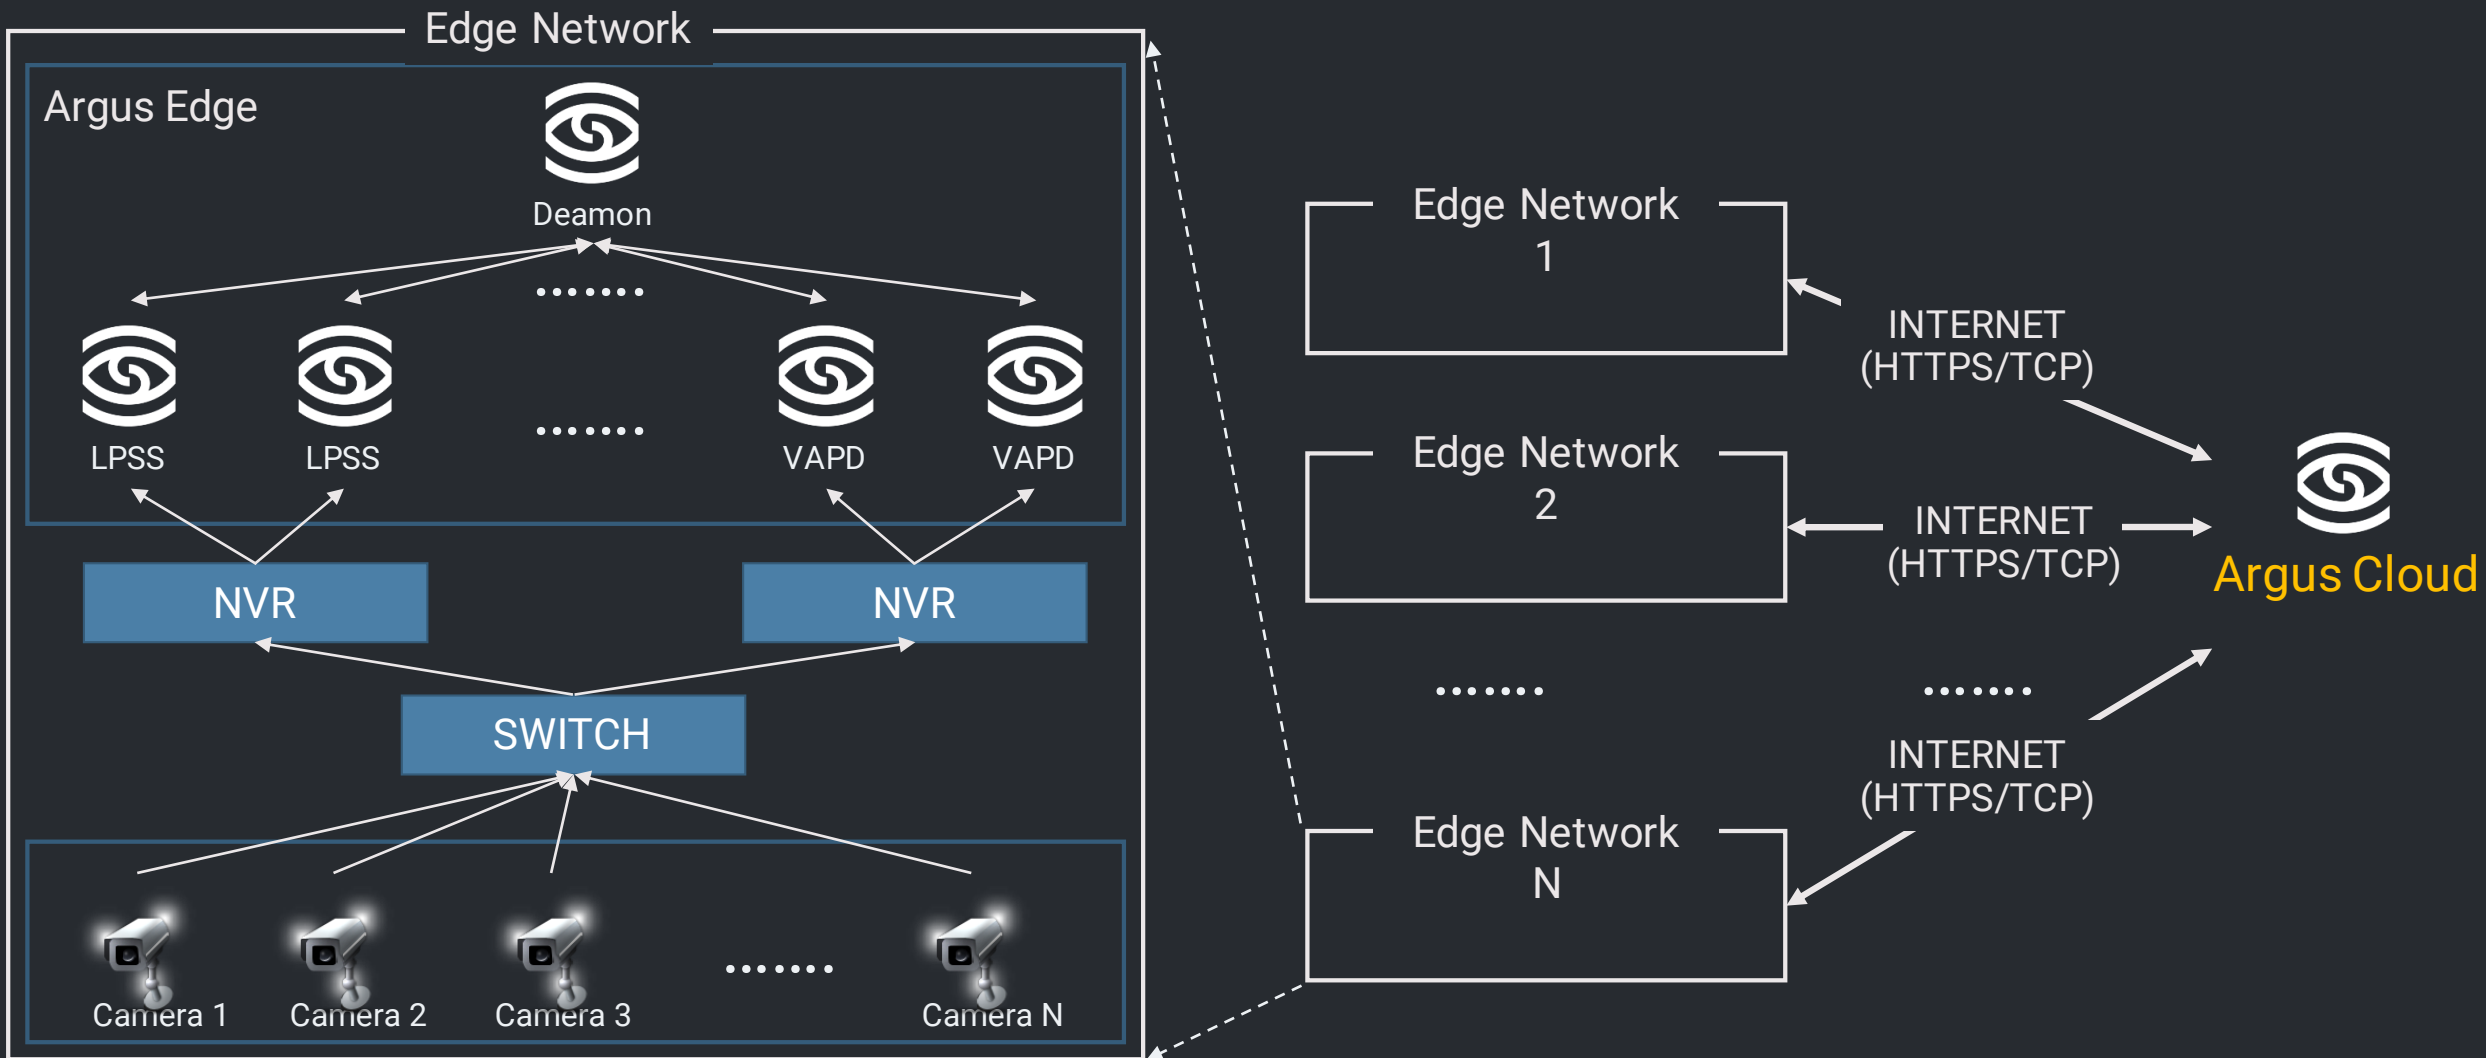 Edge Network
Argus Edge
Deamon
.......
LPSS
LPSS
.......
VAPD
VAPD
NVR
NVR
SWITCH
Camera 1
Camera 2
Camera 3
.......
Camera N
Edge Network
1
INTERNET
(HTTPS/TCP)
Edge Network
2
INTERNET
(HTTPS/TCP)
Argus Cloud
.......
.......
INTERNET
(HTTPS/TCP)
Edge Network
N